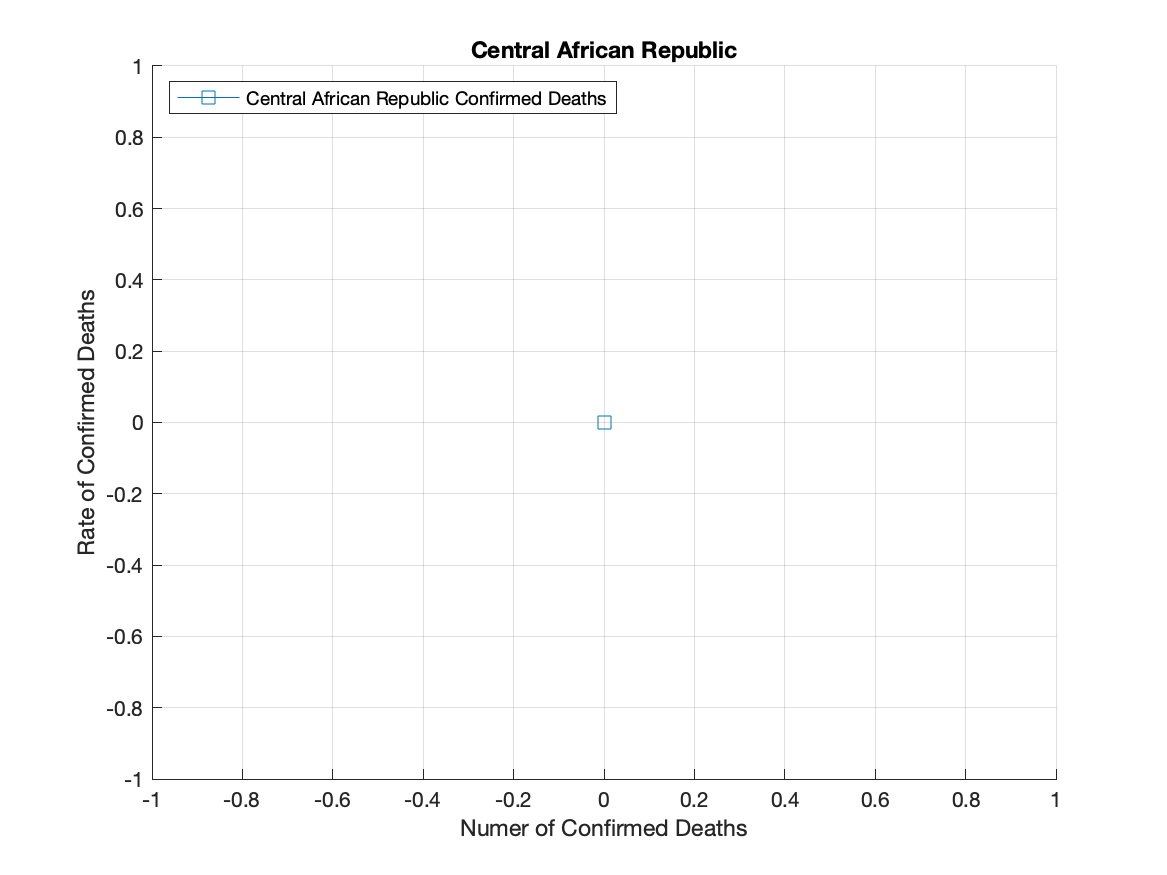 Central African Republic
Central African Republic Confirmed Deaths
1
0.8
0.6
0.4
0.2
0
-0.2
-0.4
-0.6
-0.8
-1
Rate of Confirmed Deaths
-1 -0.8 -0.6 -0.4 -0.2 0 0.2 0.4 0.6 0.8 1
Numer of Confirmed Deaths